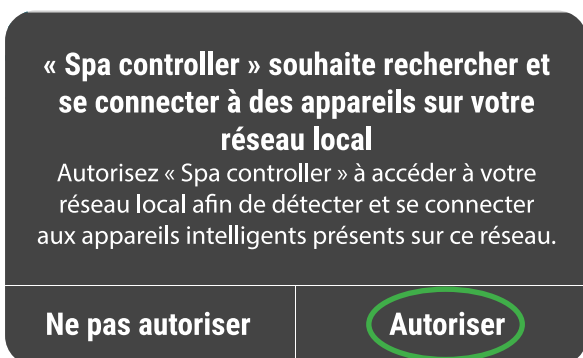 « Spa controller » souhaite rechercher et
se connecter à des appareils sur votre
réseau local
Autorisez « Spa controller » à accéder à votre
réseau local afin de détecter et se connecter
aux appareils intelligents présents sur ce réseau.
Ne pas autoriser
Autoriser